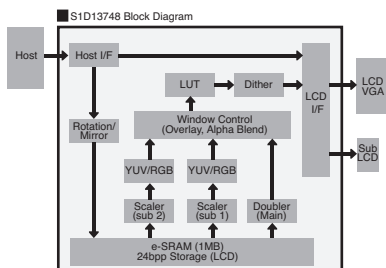 S1D13748 Block Diagram
Host
Host I/F
LCD
I/F
LCD
VGA
Sub
LCD
LUT
Dither
Rotation/
Mirror
Window Control
(Overlay, Alpha Blend)
YUV/RGB
YUV/RGB
Scaler
(sub 2)
Scaler
(sub 1)
Doubler
(Main)
e-SRAM (1MB)
24bpp Storage (LCD)